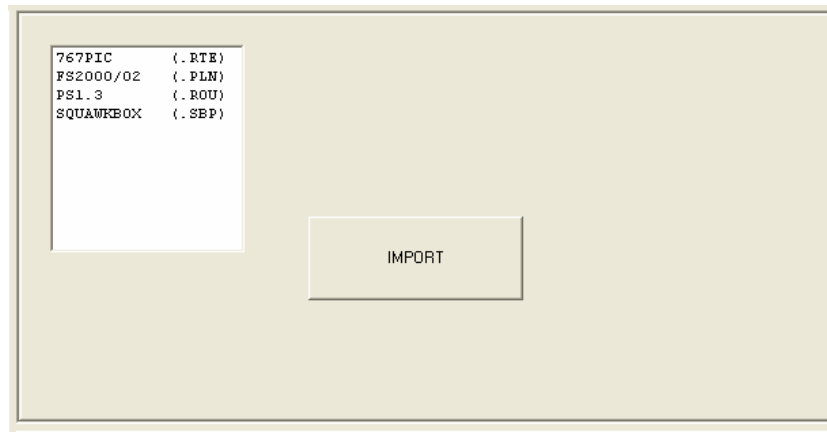 767PIC (.RTE)
FS2000/02 (.PLN)
PS1.3 (.ROU)
SQUAWKBOX (.SBP)
IMPORT